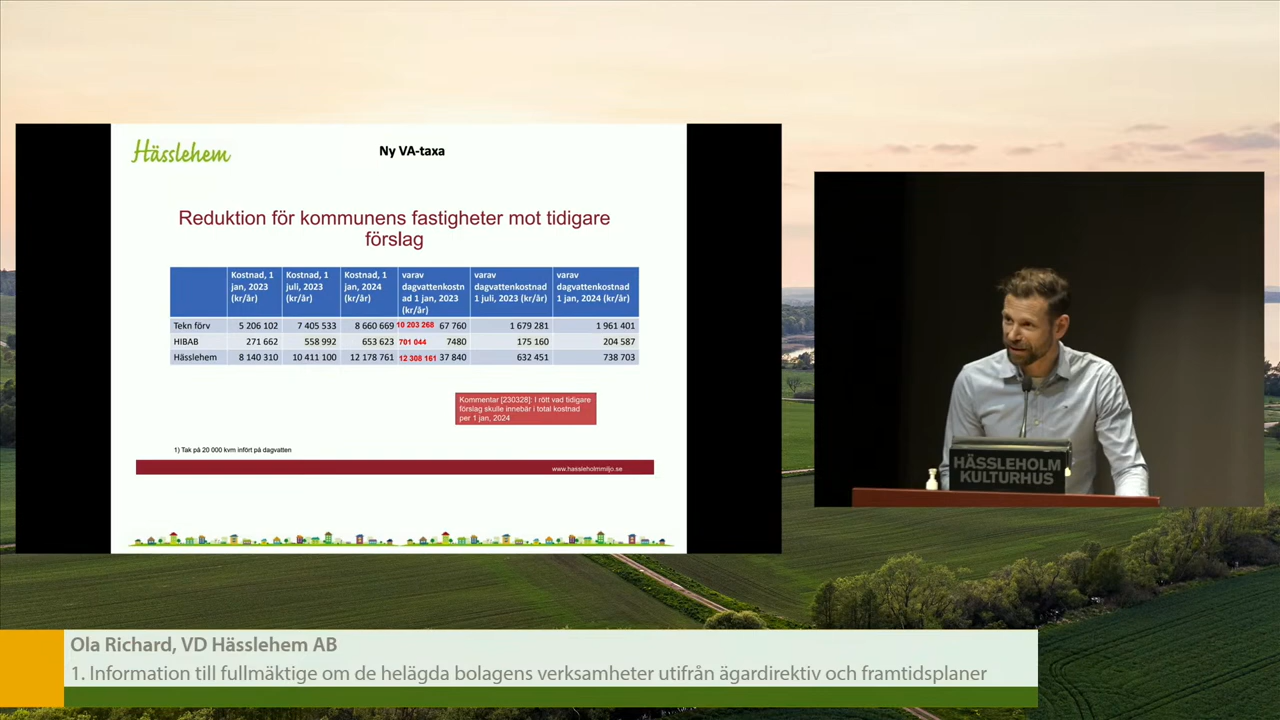 Hässlehem
Ny VA-taxa
Reduktion för kommunens fastigheter mot tidigare
förslag
Kostnad, 1 jan, 2023 (kr/år) Kostnad, 1 juli, 2023 (kr/år) Kostnad, 1 jan, 2024 (kr/år) varav dagvattenkostnad 1 jan, 2023 (kr/år) varav dagvattenkostnad 1 juli, 2023 (kr/år) varav dagvattenkostnad 1 jan, 2024 (kr/år)
Tekn förv 5 206 102 7 405 533 8 660 669 10 203 268 67 760 1 679 281 1 961 401
HIBAB 271 662 558 992 653 623 701 044 7480 175 160 204 587
Hässlehem 8 140 310 10 411 100 12 178 761 12 308 161 37 840 632 451 738 703
Kommentar [230328]: I rött vad tidigare
förslag skulle innebär i total kostnad
per 1 jan, 2024
1) Tak på 20 000 kvm infört på dagvatten
www.hassleholmmiljo.se
HÄSSLEHOLM
KULTURHUS
Ola Richard, VD Hässlehem AB
1. Information till fullmäktige om de helägda bolagens verksamheter utifrån ägardirektiv och framtidsplaner